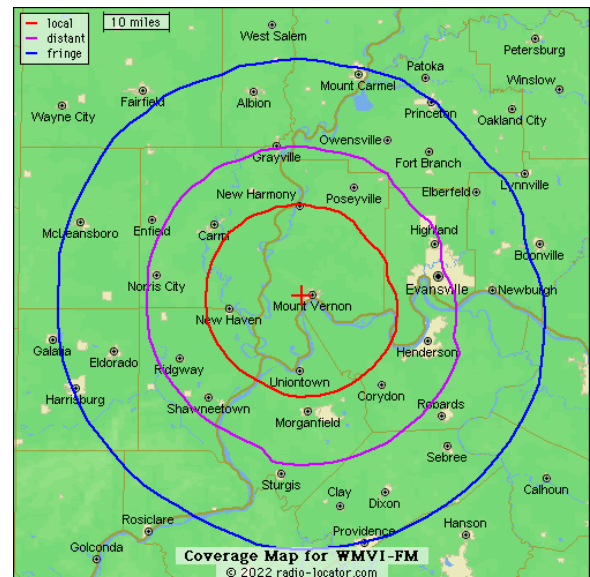 local
distant
fringe
10 miles
West Salem
Petersburg
Patoka
Mount Carmel
Winslow
Fairfield
Albion
Princeton
Wayne City
Oakland City
Owensville
Grayville
Fort Branch
Lynnville
New Harmony
Poseyville
Elberfeld
McLeansboro
Enfield
Carmi
Highland
Boonville
Norris City
Evansville
Newburgh
Mount Vernon
New Haven
Galatia
Eldorado
Ridgway
Henderson
Uniontown
Harrisburg
Corydon
Shawneetown
Robards
Morganfield
Sebree
Sturgis
Calhoun
Clay
Dixon
Rosiclare
Hanson
Providence
Golconda
Coverage Map for WMVI-FM
© 2022 radio-locator.com